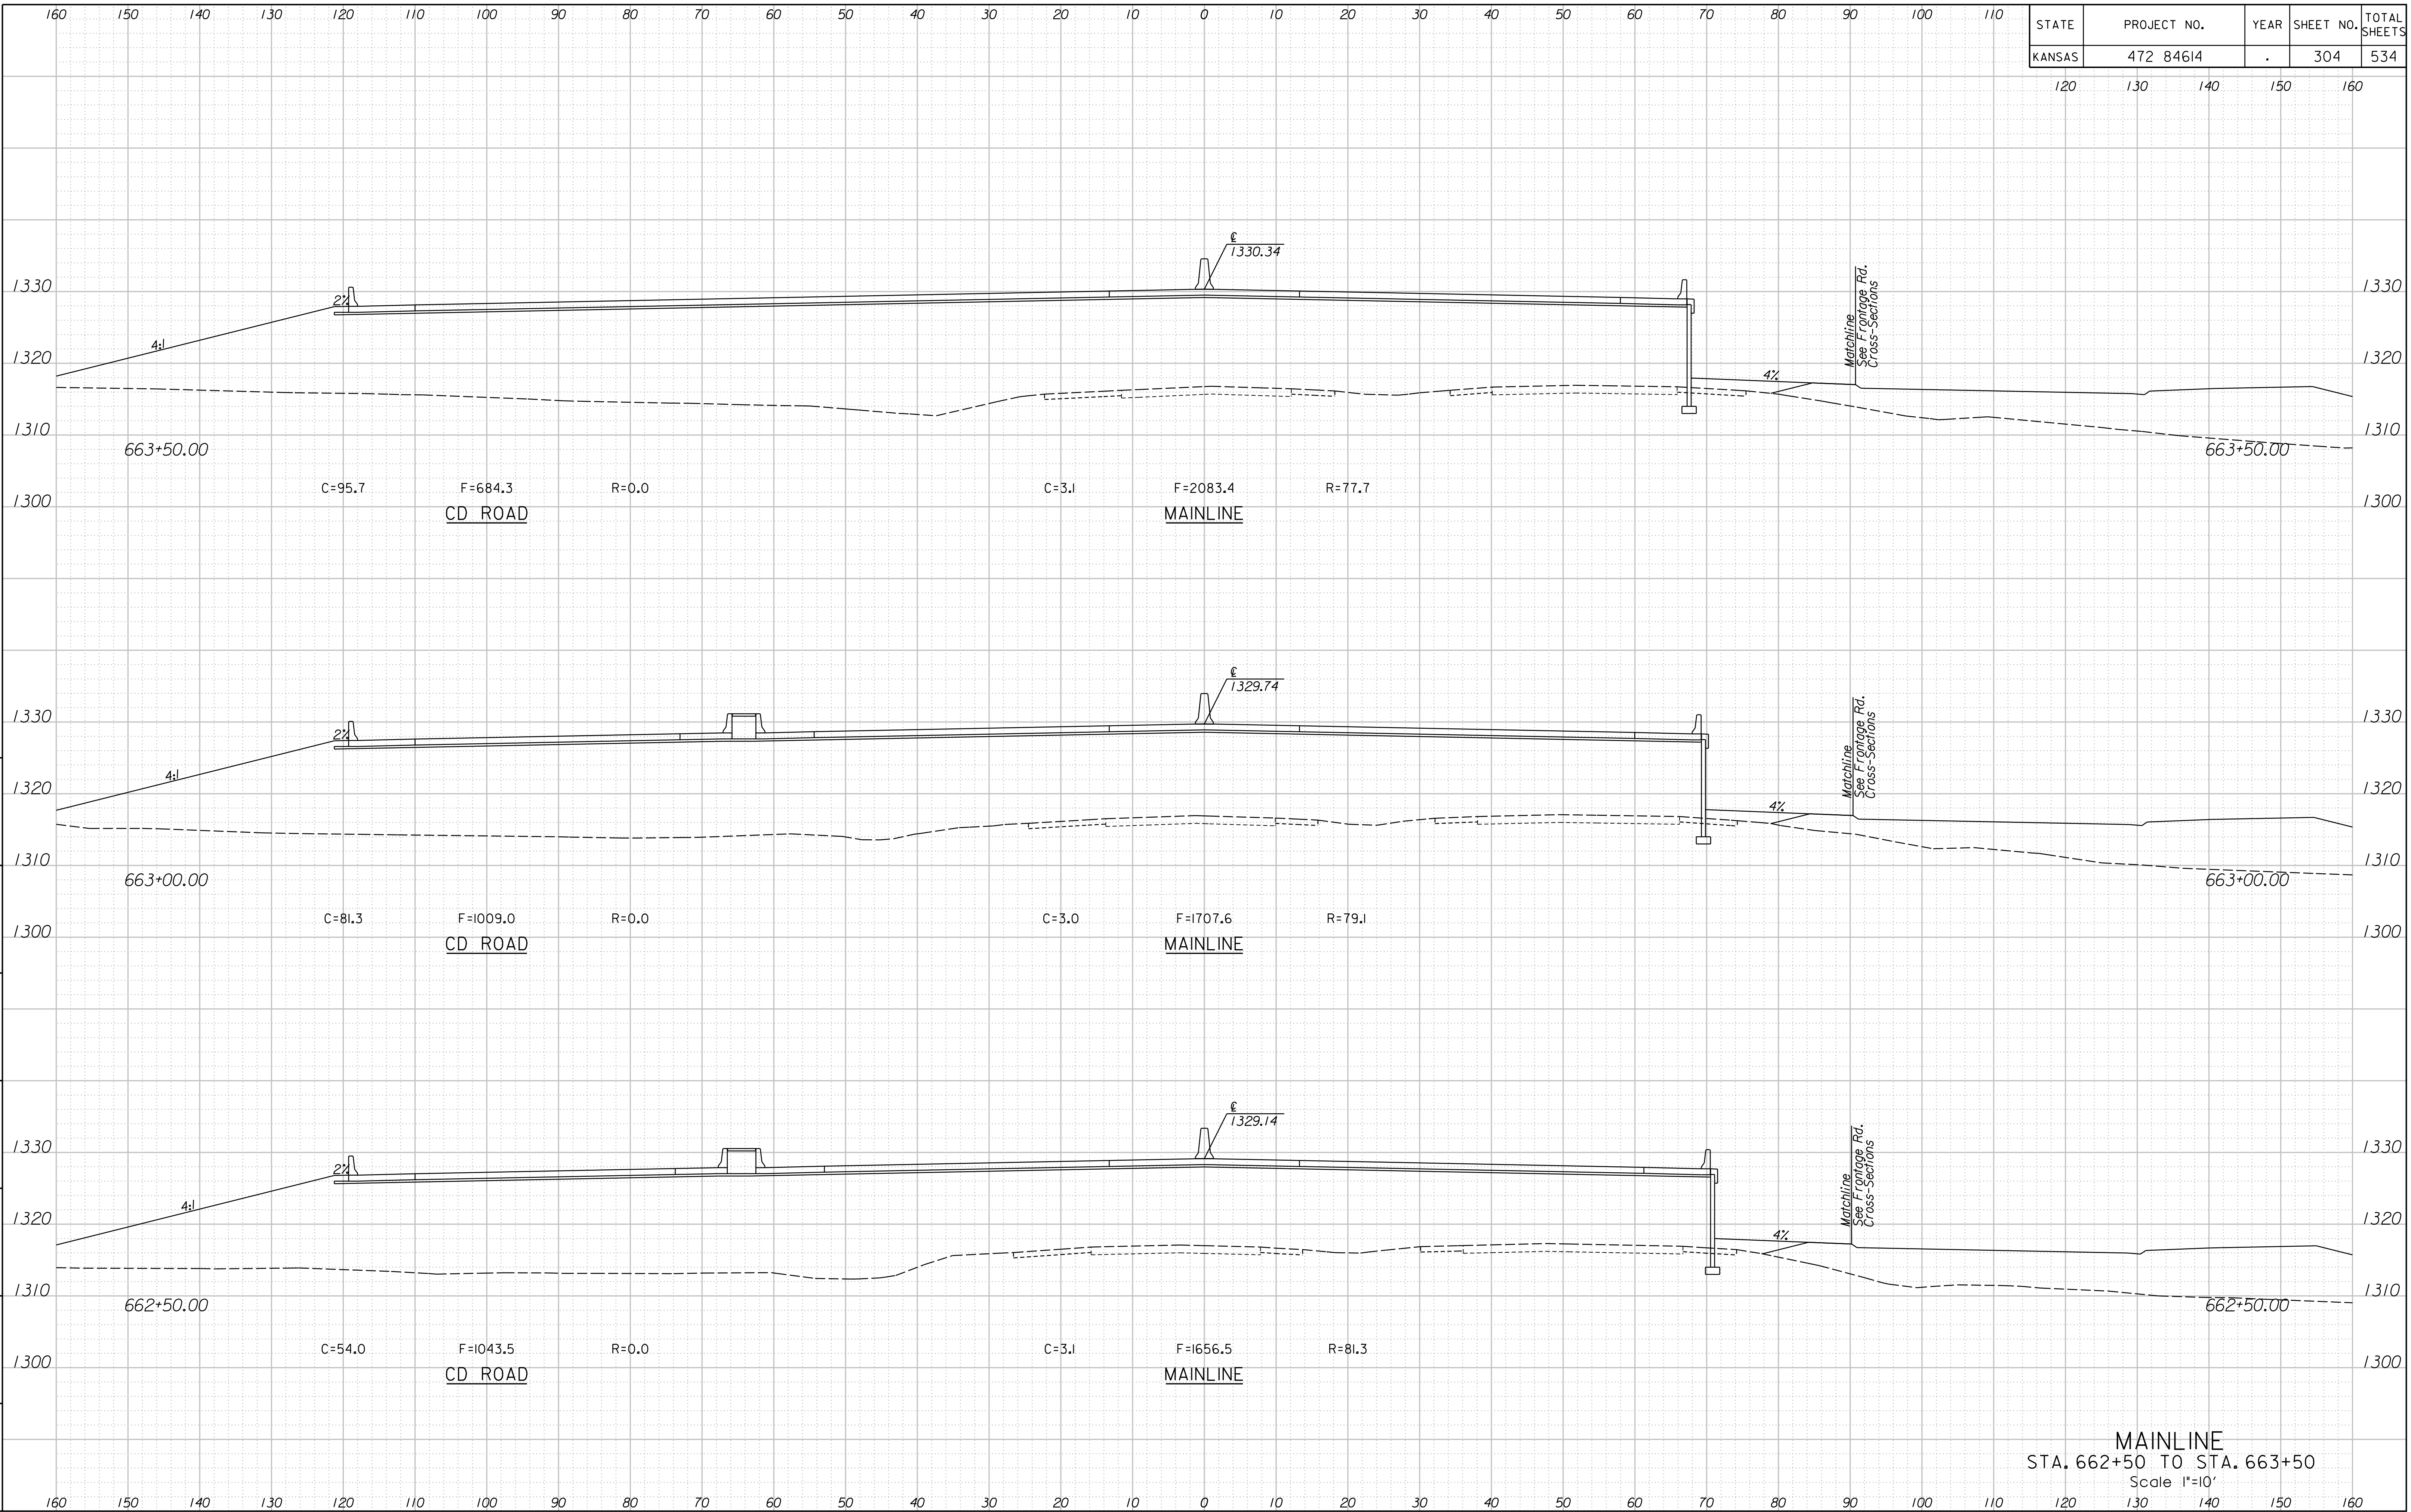 160 150 140 130 120 110 100 90 80 70 60 50 40 30 20 10 0 10 20 30 40 50 60 70 80 90 100 110
STATE PROJECT NO. YEAR SHEET NO. TOTAL SHEETS
KANSAS 472 84614 . 304 534
120 130 140 150 160
℄
1330.34
1330 2% 1330
Matchline
See Frontage Rd.
Cross-Sections
4:1
1320 4% 1320
1310 1310
663+50.00 663+50.00
C=95.7 F=684.3 R=0.0 C=3.1 F=2083.4 R=77.7
1300 1300
CD ROAD MAINLINE
℄
1329.74
1330 2% 1330
Matchline
See Frontage Rd.
Cross-Sections
4:1
1320 4% 1320
1310 1310
663+00.00 663+00.00
C=81.3 F=1009.0 R=0.0 C=3.0 F=1707.6 R=79.1
1300 1300
CD ROAD MAINLINE
℄
1329.14
1330 2% 1330
Matchline
See Frontage Rd.
Cross-Sections
4:1
1320 4% 1320
1310 1310
662+50.00 662+50.00
C=54.0 F=1043.5 R=0.0 C=3.1 F=1656.5 R=81.3
1300 1300
CD ROAD MAINLINE
MAINLINE
STA. 662+50 TO STA. 663+50
Scale 1"=10'
160 150 140 130 120 110 100 90 80 70 60 50 40 30 20 10 0 10 20 30 40 50 60 70 80 90 100 110 120 130 140 150 160